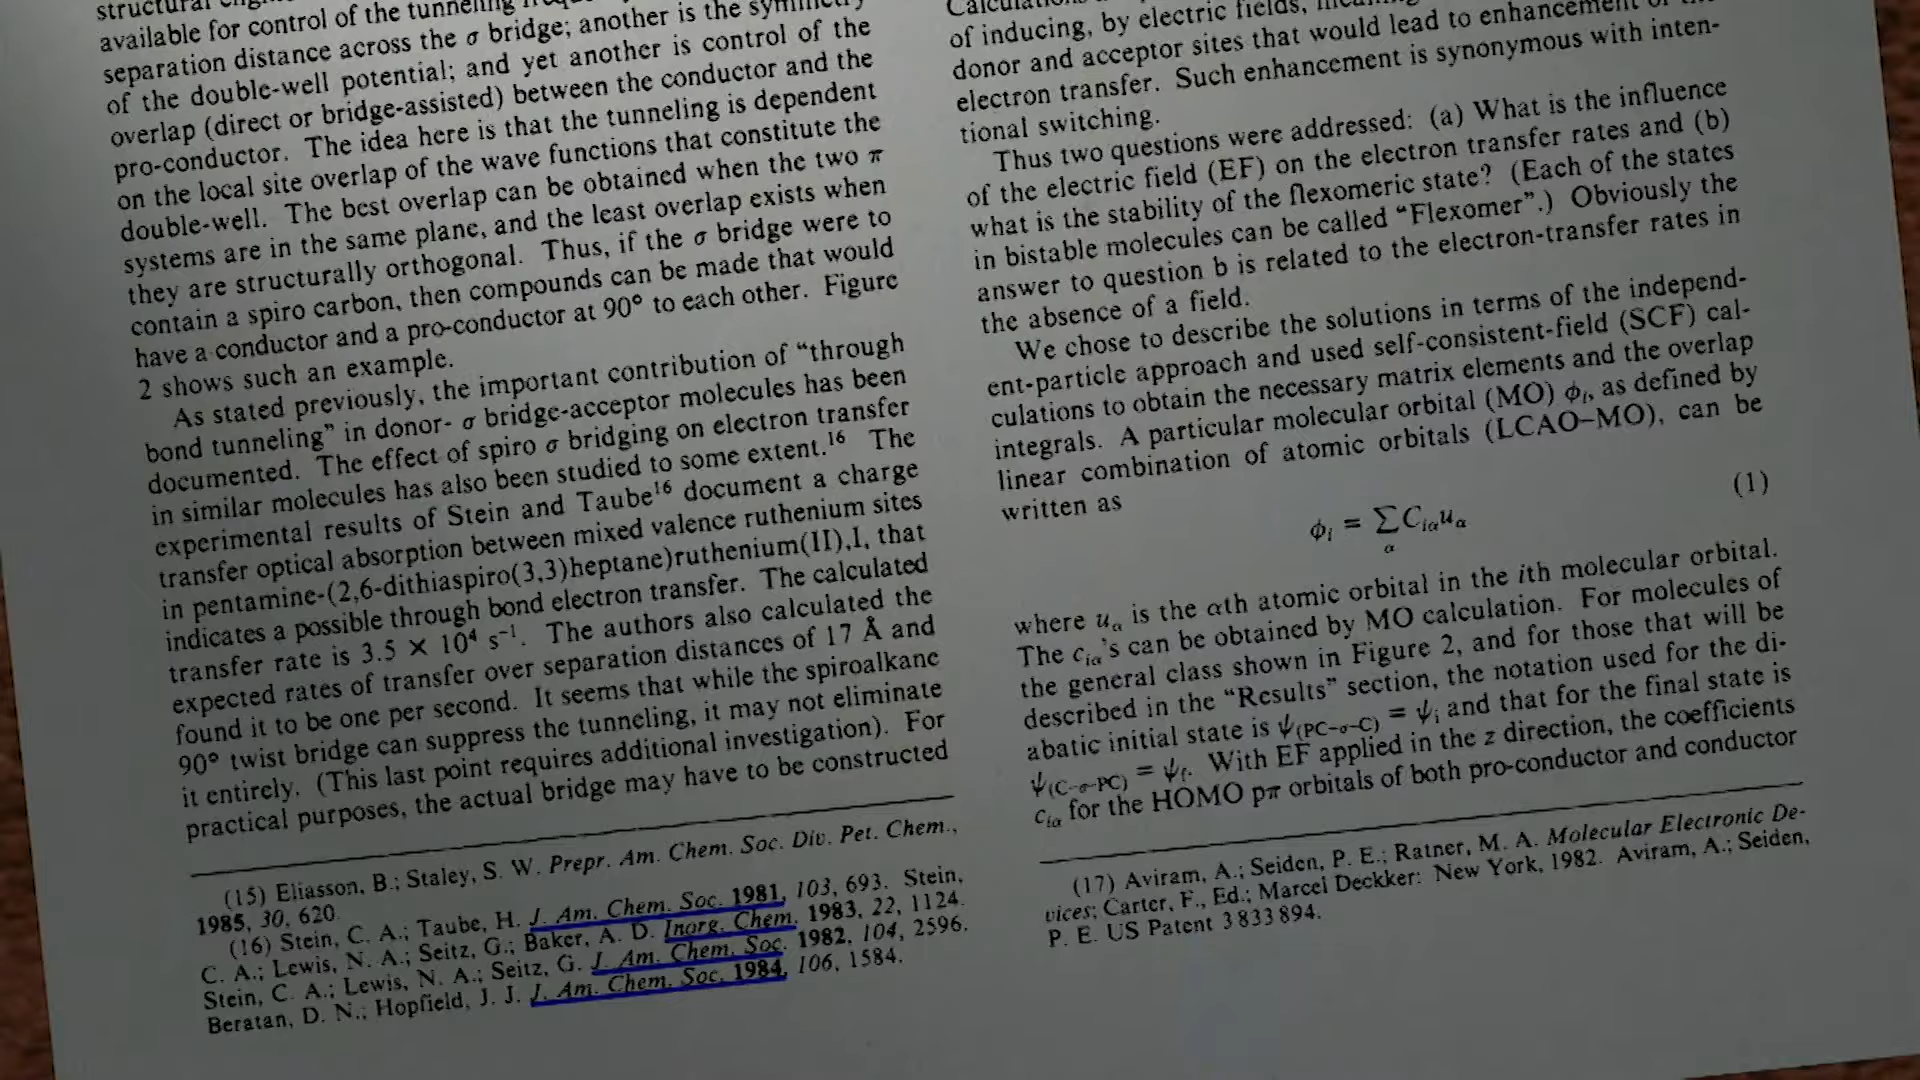 structural
available for control of the tunneling
separation distance across the σ bridge; another is the symmetry
of the double-well potential; and yet another is control of the
overlap (direct or bridge-assisted) between the conductor and the
pro-conductor. The idea here is that the tunneling is dependent
on the local site overlap of the wave functions that constitute the
double-well. The best overlap can be obtained when the two π
systems are in the same plane, and the least overlap exists when
they are structurally orthogonal. Thus, if the σ bridge were to
contain a spiro carbon, then compounds can be made that would
have a conductor and a pro-conductor at 90° to each other. Figure
2 shows such an example.
As stated previously, the important contribution of "through
bond tunneling" in donor- σ bridge-acceptor molecules has been
documented. The effect of spiro σ bridging on electron transfer
in similar molecules has also been studied to some extent.16 The
experimental results of Stein and Taube16 document a charge
transfer optical absorption between mixed valence ruthenium sites
in pentamine-(2,6-dithiaspiro(3,3)heptane)ruthenium(II),I, that
indicates a possible through bond electron transfer. The calculated
transfer rate is 3.5 × 10⁴ s⁻¹. The authors also calculated the
expected rates of transfer over separation distances of 17 Å and
found it to be one per second. It seems that while the spiroalkane
90° twist bridge can suppress the tunneling, it may not eliminate
it entirely. (This last point requires additional investigation). For
practical purposes, the actual bridge may have to be constructed
(15) Eliasson, B.; Staley, S. W. Prepr. Am. Chem. Soc. Div. Pet. Chem.,
1985, 30, 620.
(16) Stein, C. A.; Taube, H. J. Am. Chem. Soc. 1981, 103, 693. Stein,
C. A.; Lewis, N. A.; Seitz, G.; Baker, A. D. Inorg. Chem. 1983, 22, 1124.
Stein, C. A.; Lewis, N. A.; Seitz, G. J. Am. Chem. Soc. 1982, 104, 2596.
Beratan, D. N.; Hopfield, J. J. J. Am. Chem. Soc. 1984, 106, 1584.
of inducing, by electric fields,
donor and acceptor sites that would lead to enhancement of
electron transfer. Such enhancement is synonymous with inten-
tional switching.
Thus two questions were addressed: (a) What is the influence
of the electric field (EF) on the electron transfer rates and (b)
what is the stability of the flexomeric state? (Each of the states
in bistable molecules can be called "Flexomer".) Obviously the
answer to question b is related to the electron-transfer rates in
the absence of a field.
We chose to describe the solutions in terms of the independ-
ent-particle approach and used self-consistent-field (SCF) cal-
culations to obtain the necessary matrix elements and the overlap
integrals. A particular molecular orbital (MO) ϕi, as defined by
linear combination of atomic orbitals (LCAO–MO), can be
written as
ϕi = ∑α Ciαuα (1)
where uα is the αth atomic orbital in the ith molecular orbital.
The ciα's can be obtained by MO calculation. For molecules of
the general class shown in Figure 2, and for those that will be
described in the "Results" section, the notation used for the di-
abatic initial state is ψ(PC–σ–C) = ψi and that for the final state is
ψ(C–σ–PC) = ψf. With EF applied in the z direction, the coefficients
ciα for the HOMO pπ orbitals of both pro-conductor and conductor
(17) Aviram, A.; Seiden, P. E.; Ratner, M. A. Molecular Electronic De-
vices; Carter, F., Ed.; Marcel Deckker: New York, 1982. Aviram, A.; Seiden,
P. E. US Patent 3 833 894.